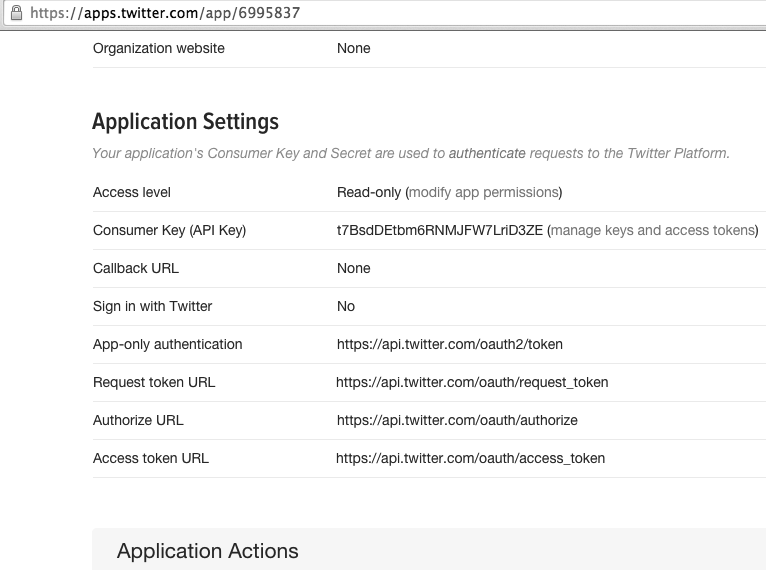 https://apps.twitter.com/app/6995837
Organization website None
Application Settings
Your application's Consumer Key and Secret are used to authenticate requests to the Twitter Platform.
Access level Read-only (modify app permissions)
Consumer Key (API Key) t7BsdDEtbm6RNMJFW7LriD3ZE (manage keys and access tokens)
Callback URL None
Sign in with Twitter No
App-only authentication https://api.twitter.com/oauth2/token
Request token URL https://api.twitter.com/oauth/request_token
Authorize URL https://api.twitter.com/oauth/authorize
Access token URL https://api.twitter.com/oauth/access_token
Application Actions